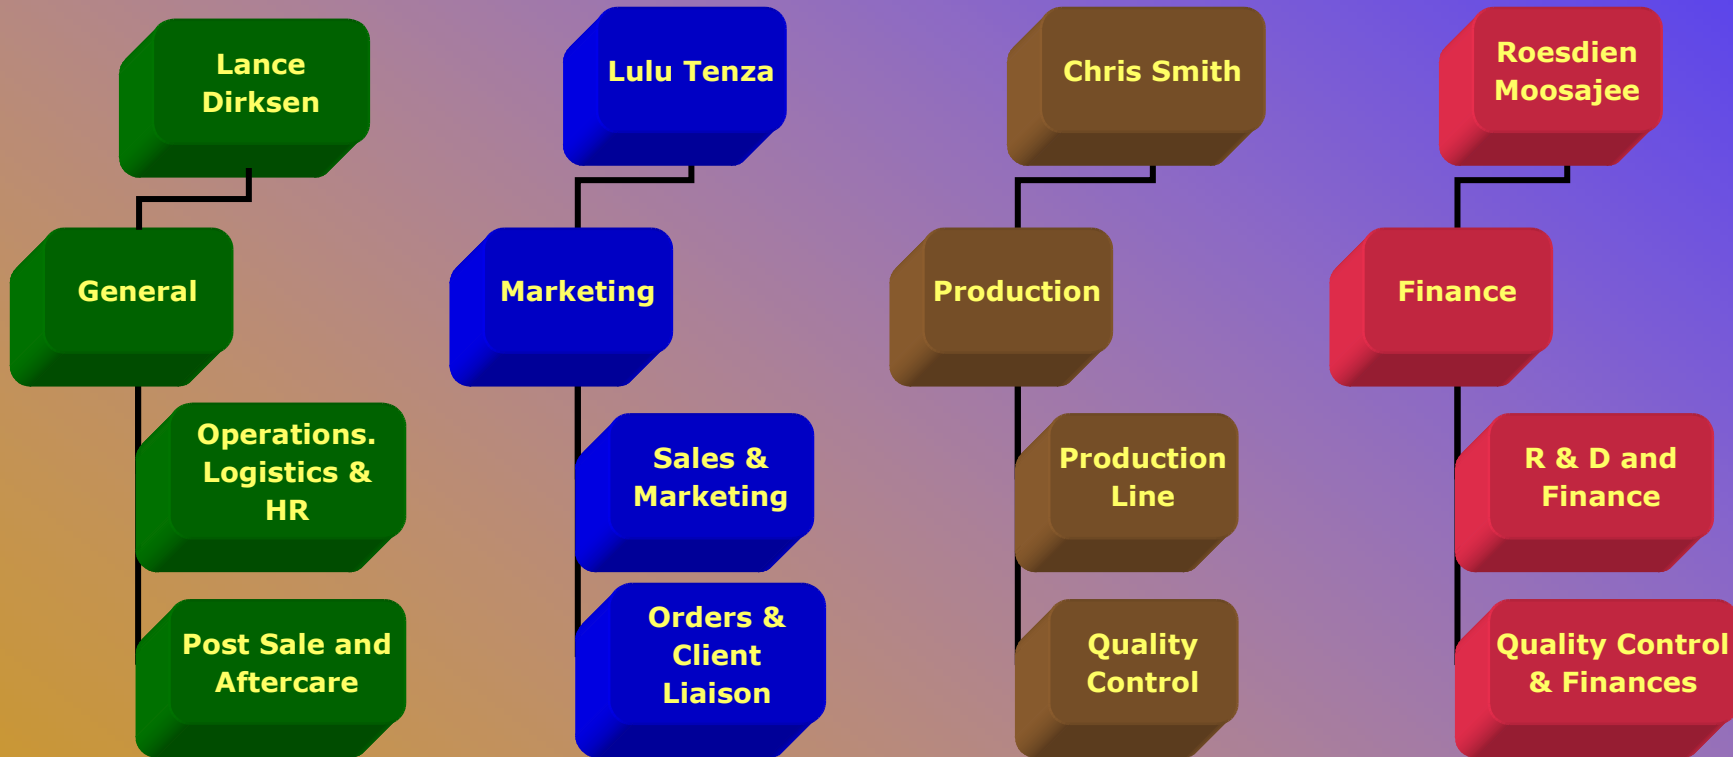 Lance
Dirksen
Lulu Tenza
Chris Smith
Roesdien
Moosajee
General
Marketing
Production
Finance
Operations.
Logistics &
HR
Sales &
Marketing
Production
Line
R & D and
Finance
Post Sale and
Aftercare
Orders &
Client
Liaison
Quality
Control
Quality Control
& Finances